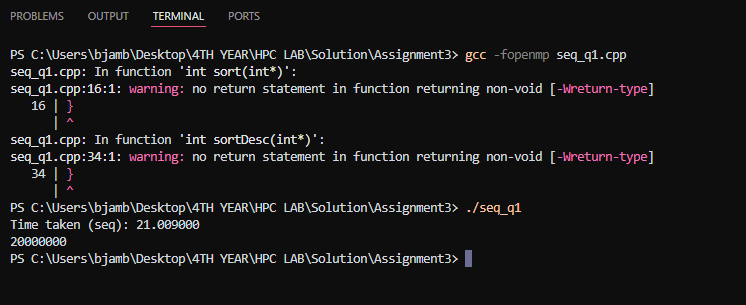 PROBLEMS OUTPUT TERMINAL PORTS
PS C:\Users\bjamb\Desktop\4TH YEAR\HPC LAB\Solution\Assignment3> gcc -fopenmp seq_q1.cpp
seq_q1.cpp: In function 'int sort(int*)':
seq_q1.cpp:16:1: warning: no return statement in function returning non-void [-Wreturn-type]
   16 | }
      | ^
seq_q1.cpp: In function 'int sortDesc(int*)':
seq_q1.cpp:34:1: warning: no return statement in function returning non-void [-Wreturn-type]
   34 | }
      | ^
PS C:\Users\bjamb\Desktop\4TH YEAR\HPC LAB\Solution\Assignment3> ./seq_q1
Time taken (seq): 21.009000
20000000
PS C:\Users\bjamb\Desktop\4TH YEAR\HPC LAB\Solution\Assignment3>